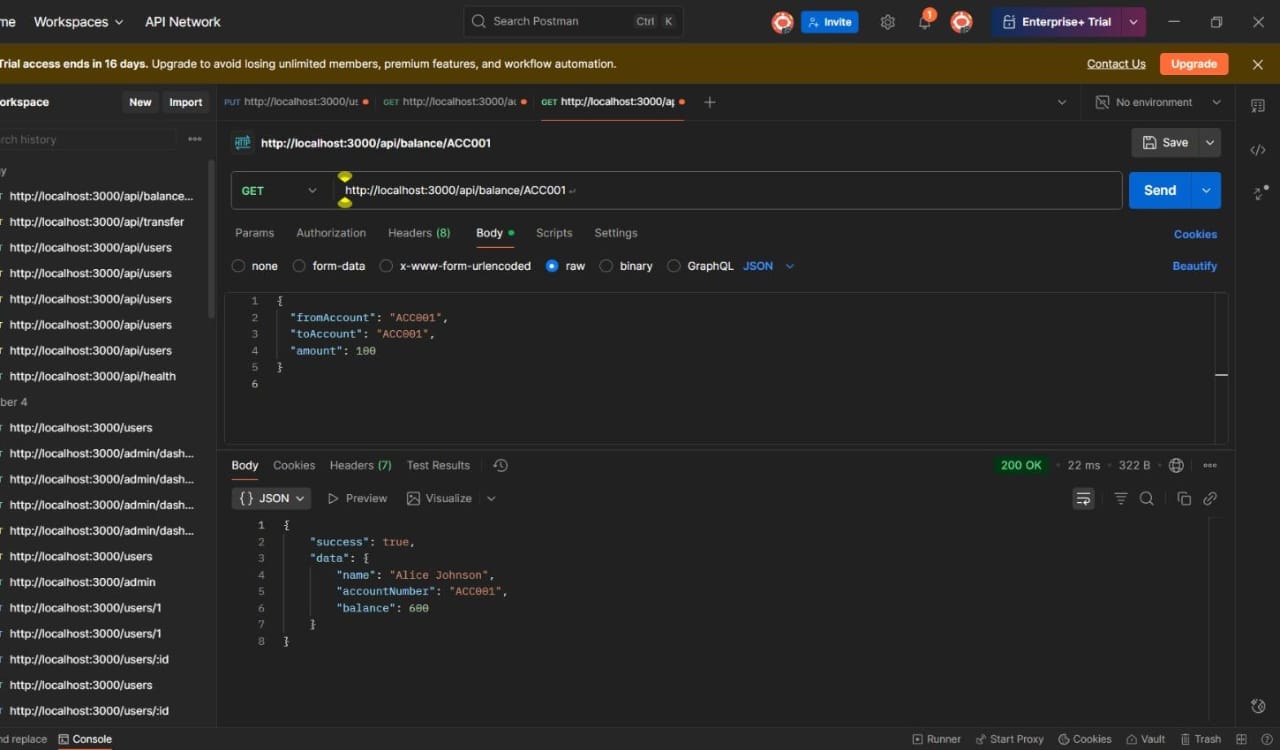 me Workspaces API Network Search Postman Ctrl K Invite 1 Enterprise+ Trial
Trial access ends in 16 days. Upgrade to avoid losing unlimited members, premium features, and workflow automation. Contact Us Upgrade
orkspace New Import PUT http://localhost:3000/us GET http://localhost:3000/au GET http://localhost:3000/ap No environment
rch history
http://localhost:3000/api/balance/ACC001 Save
y
GET http://localhost:3000/api/balance/ACC001 Send
http://localhost:3000/api/balance...
http://localhost:3000/api/transfer
http://localhost:3000/api/users
http://localhost:3000/api/users
http://localhost:3000/api/users
http://localhost:3000/api/users
http://localhost:3000/api/users
http://localhost:3000/api/health
ber 4
http://localhost:3000/users
http://localhost:3000/admin/dash...
http://localhost:3000/admin/dash...
http://localhost:3000/admin/dash...
http://localhost:3000/admin/dash...
http://localhost:3000/users
http://localhost:3000/admin
http://localhost:3000/users/1
http://localhost:3000/users/1
http://localhost:3000/users/:id
http://localhost:3000/users
http://localhost:3000/users/:id
Params Authorization Headers (8) Body Scripts Settings Cookies
none form-data x-www-form-urlencoded raw binary GraphQL JSON Beautify
1 {
2 "fromAccount": "ACC001",
3 "toAccount": "ACC001",
4 "amount": 100
5 }
6
Body Cookies Headers (7) Test Results 200 OK 22 ms 322 B
{} JSON Preview Visualize
1 {
2 "success": true,
3 "data": {
4 "name": "Alice Johnson",
5 "accountNumber": "ACC001",
6 "balance": 600
7 }
8 }
nd replace Console Runner Start Proxy Cookies Vault Trash